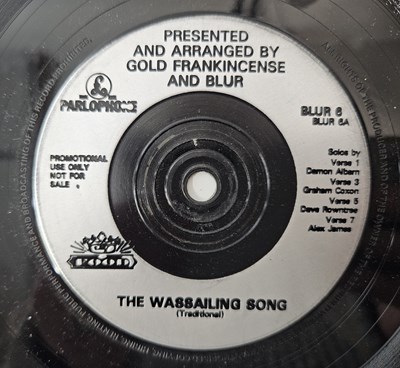 PRESENTED
AND ARRANGED BY
GOLD FRANKINCENSE
AND BLUR
PARLOPHONE
BLUR 6
BLUR 6A
PROMOTIONAL
USE ONLY
NOT FOR
SALE
Solos by
Verse 1
Damon Albarn
Verse 3
Graham Coxon
Verse 5
Dave Rowntree
Verse 7
Alex James
FOOD
THE WASSAILING SONG
(Traditional)